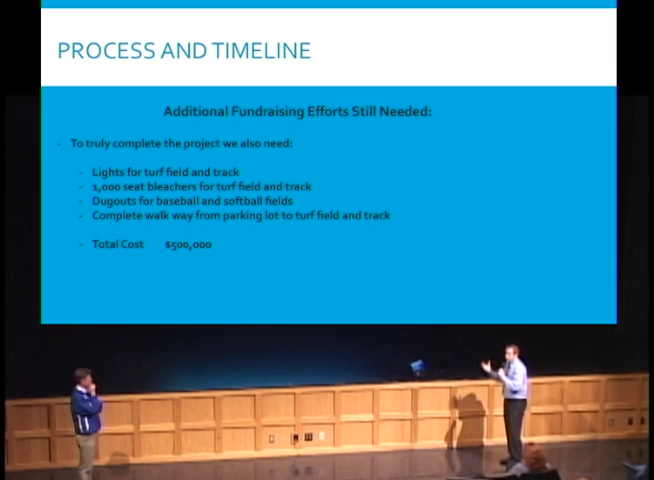 PROCESS AND TIMELINE
Additional Fundraising Efforts Still Needed:
- To truly complete the project we also need:
- Lights for turf field and track
- 1,000 seat bleachers for turf field and track
- Dugouts for baseball and softball fields
- Complete walk way from parking lot to turf field and track
- Total Cost $500,000